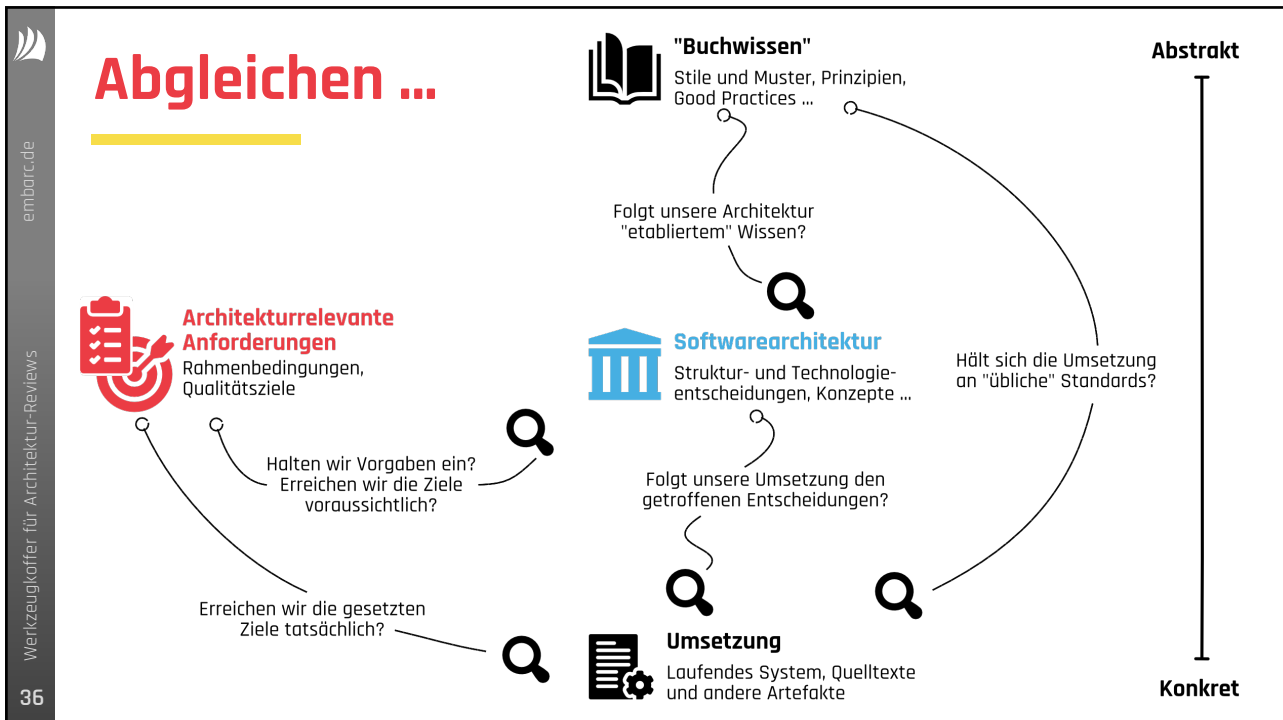 Abgleichen ...
"Buchwissen"
Stile und Muster, Prinzipien,
Good Practices ...
Abstrakt
Folgt unsere Architektur
"etabliertem" Wissen?
Architekturrelevante
Anforderungen
Rahmenbedingungen,
Qualitätsziele
Softwarearchitektur
Struktur- und Technologie-
entscheidungen, Konzepte ...
Hält sich die Umsetzung
an "übliche" Standards?
Halten wir Vorgaben ein?
Erreichen wir die Ziele
voraussichtlich?
Folgt unsere Umsetzung den
getroffenen Entscheidungen?
Erreichen wir die gesetzten
Ziele tatsächlich?
Umsetzung
Laufendes System, Quelltexte
und andere Artefakte
Konkret
embarc.de
Werkzeugkoffer für Architektur-Reviews
36